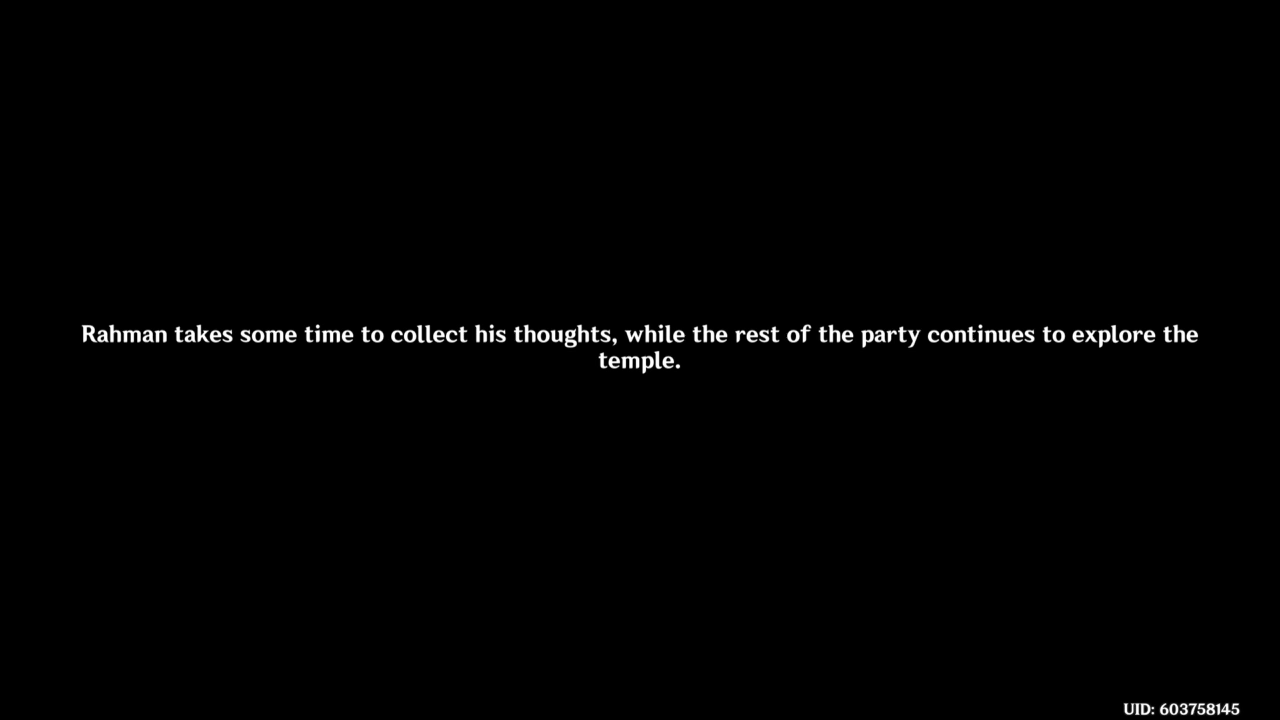 Rahman takes some time to collect his thoughts, while the rest of the party continues to explore the
temple.
UID: 603758145